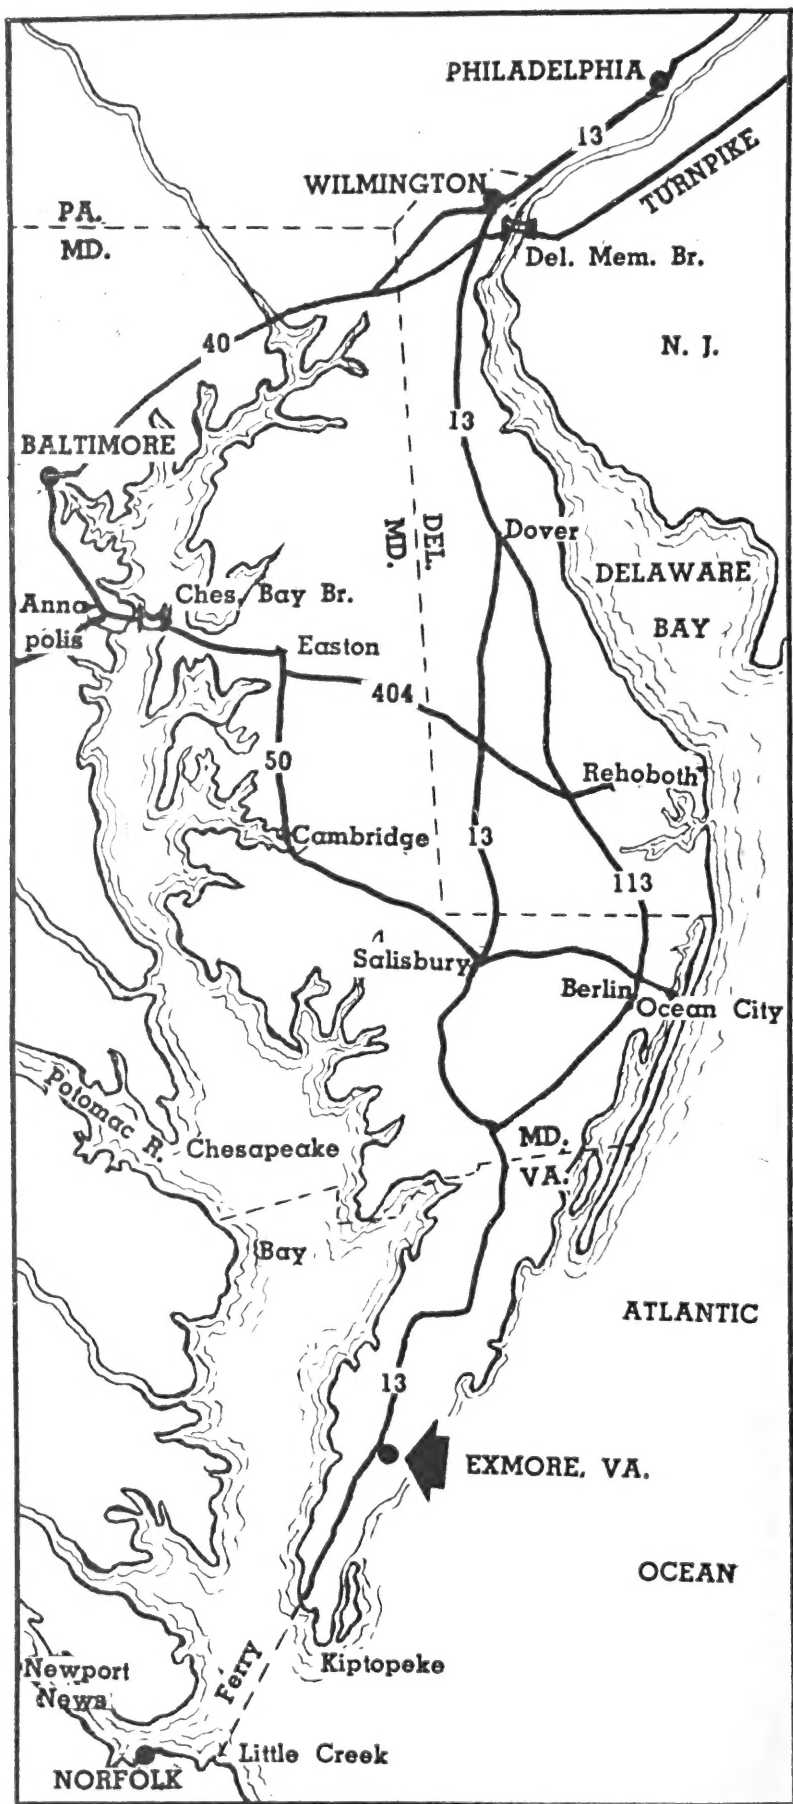 PHILADELPHIA
13
WILMINGTON
TURNPIKE
PA.
MD.
Del. Mem. Br.
N. J.
40
13
BALTIMORE
DEL.
MD.
Dover
DELAWARE
BAY
Ches. Bay Br.
Anna
polis
Easton
404
50
Rehoboth
Cambridge
13
113
Salisbury
Berlin
Ocean City
Potomac R.
Chesapeake
MD.
VA.
Bay
ATLANTIC
13
EXMORE, VA.
OCEAN
Ferry
Kiptopeke
Newport
News
Little Creek
NORFOLK